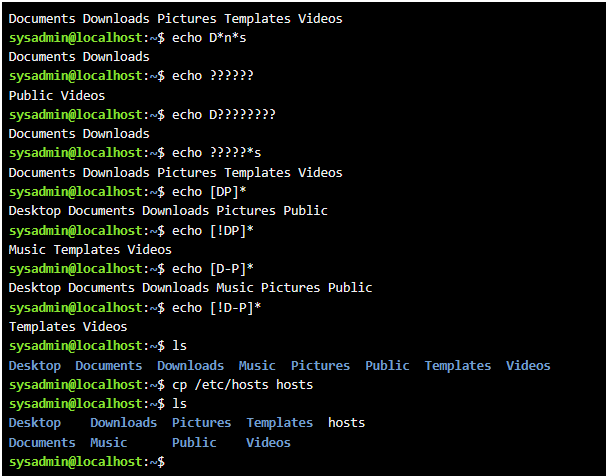 Documents Downloads Pictures Templates Videos
sysadmin@localhost:~$ echo D*n*s
Documents Downloads
sysadmin@localhost:~$ echo ??????
Public Videos
sysadmin@localhost:~$ echo D????????
Documents Downloads
sysadmin@localhost:~$ echo ?????*s
Documents Downloads Pictures Templates Videos
sysadmin@localhost:~$ echo [DP]*
Desktop Documents Downloads Pictures Public
sysadmin@localhost:~$ echo [!DP]*
Music Templates Videos
sysadmin@localhost:~$ echo [D-P]*
Desktop Documents Downloads Music Pictures Public
sysadmin@localhost:~$ echo [!D-P]*
Templates Videos
sysadmin@localhost:~$ ls
Desktop  Documents  Downloads  Music  Pictures  Public  Templates  Videos
sysadmin@localhost:~$ cp /etc/hosts hosts
sysadmin@localhost:~$ ls
Desktop    Downloads  Pictures  Templates  hosts
Documents  Music      Public    Videos
sysadmin@localhost:~$